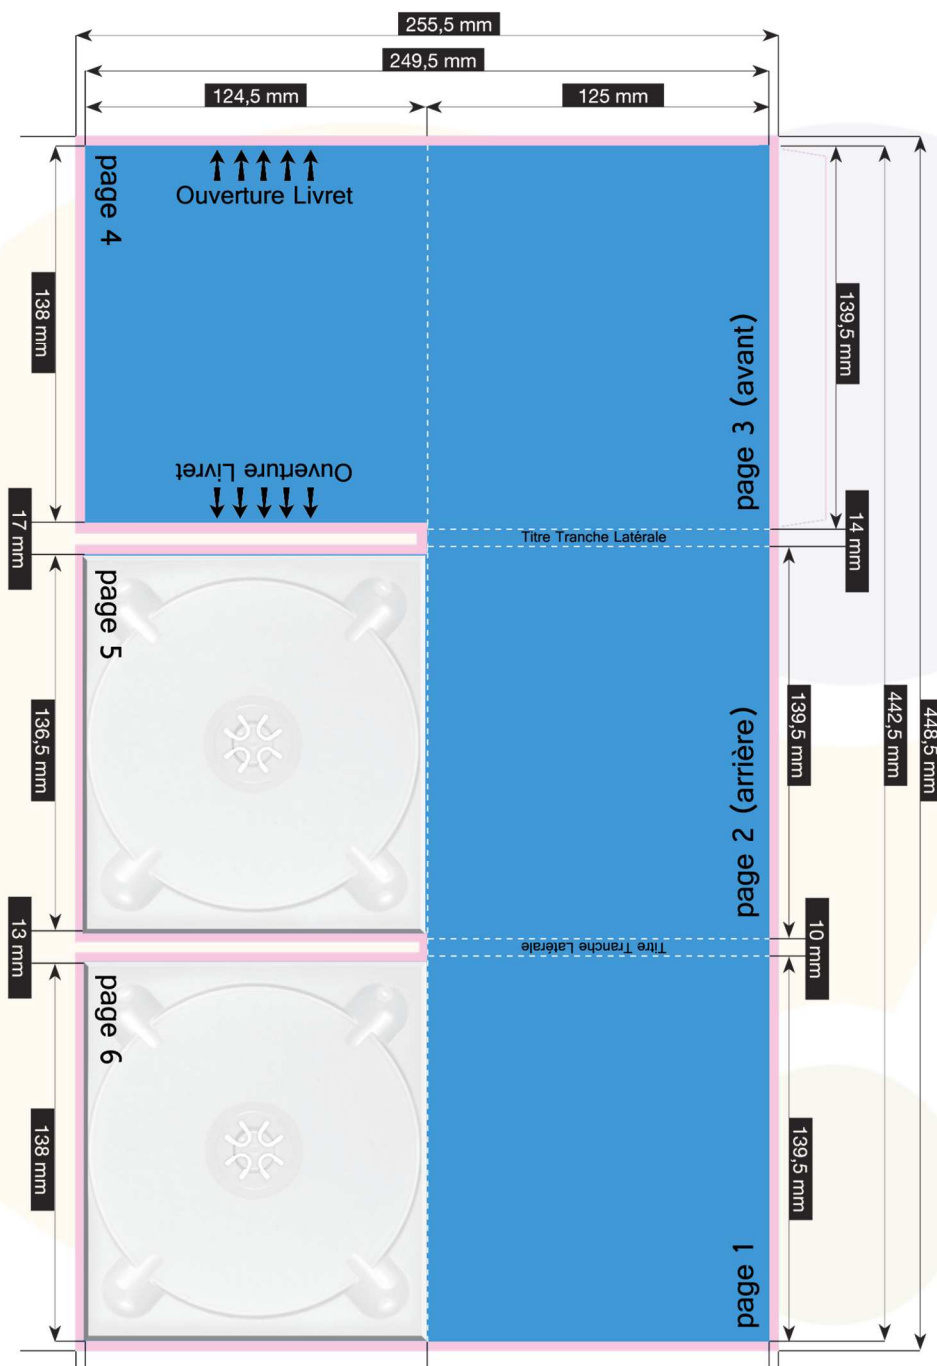 255,5 mm
249,5 mm
124,5 mm
125 mm
page 4
Ouverture Livret
138 mm
139,5 mm
page 3 (avant)
Ouverture Livret
17 mm
Titre Tranche Latérale
14 mm
page 5
136,5 mm
page 2 (arrière)
139,5 mm
442,5 mm
448,5 mm
13 mm
Titre Tranche Latérale
10 mm
page 6
138 mm
139,5 mm
page 1